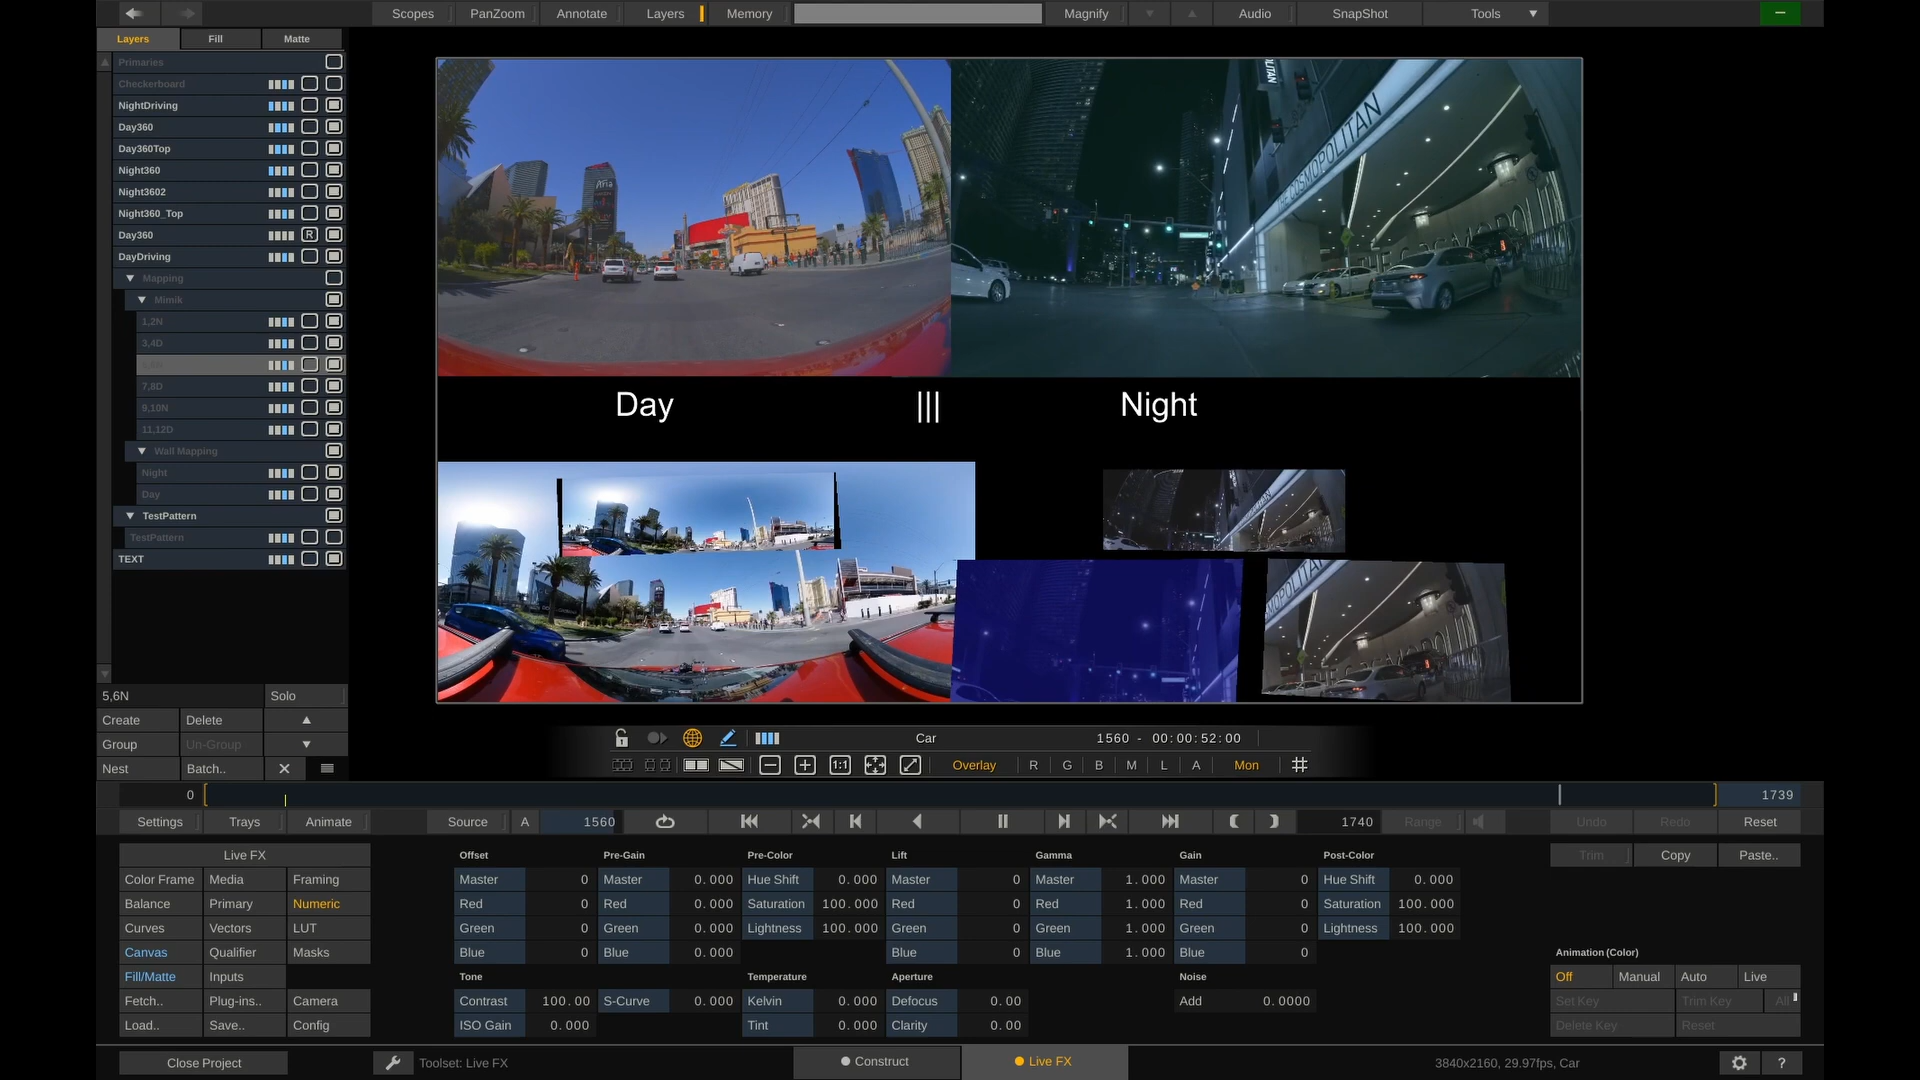 Scopes PanZoom Annotate Layers Memory Magnify Audio SnapShot Tools
Layers Fill Matte
Primaries
Checkerboard
NightDriving
Day360
Day360Top
Night360
Night3602
Night360_Top
Day360 R
DayDriving
Mapping
Mimik
1,2N
3,4D
7,8D
9,10N
11,12D
Wall Mapping
Night
Day
TestPattern
TestPattern
TEXT
Aria
THE COSMOPOLITAN
Day ||| Night
5,6N Solo
Create Delete
Group Un-Group
Nest Batch..
Car 1560 - 00:00:52:00
1:1 Overlay R G B M L A Mon
0 1739
Settings Trays Animate Source A 1560 1740 Range Undo Redo Reset
Live FX Trim Copy Paste..
Color Frame Media Framing
Balance Primary Numeric
Curves Vectors LUT
Canvas Qualifier Masks
Fill/Matte Inputs
Fetch.. Plug-ins.. Camera
Load.. Save.. Config
Offset Pre-Gain Pre-Color Lift Gamma Gain Post-Color
Master 0 Master 0.000 Hue Shift 0.000 Master 0 Master 1.000 Master 0 Hue Shift 0.000
Red 0 Red 0.000 Saturation 100.000 Red 0 Red 1.000 Red 0 Saturation 100.000
Green 0 Green 0.000 Lightness 100.000 Green 0 Green 1.000 Green 0 Lightness 100.000
Blue 0 Blue 0.000 Blue 0 Blue 1.000 Blue 0
Tone Temperature Aperture Noise
Contrast 100.00 S-Curve 0.000 Kelvin 0.000 Defocus 0.00 Add 0.0000
ISO Gain 0.000 Tint 0.000 Clarity 0.00
Animation (Color)
Off Manual Auto Live
Set Key Trim Key All
Delete Key Reset
Close Project Toolset: Live FX Construct Live FX 3840x2160, 29.97fps, Car ?